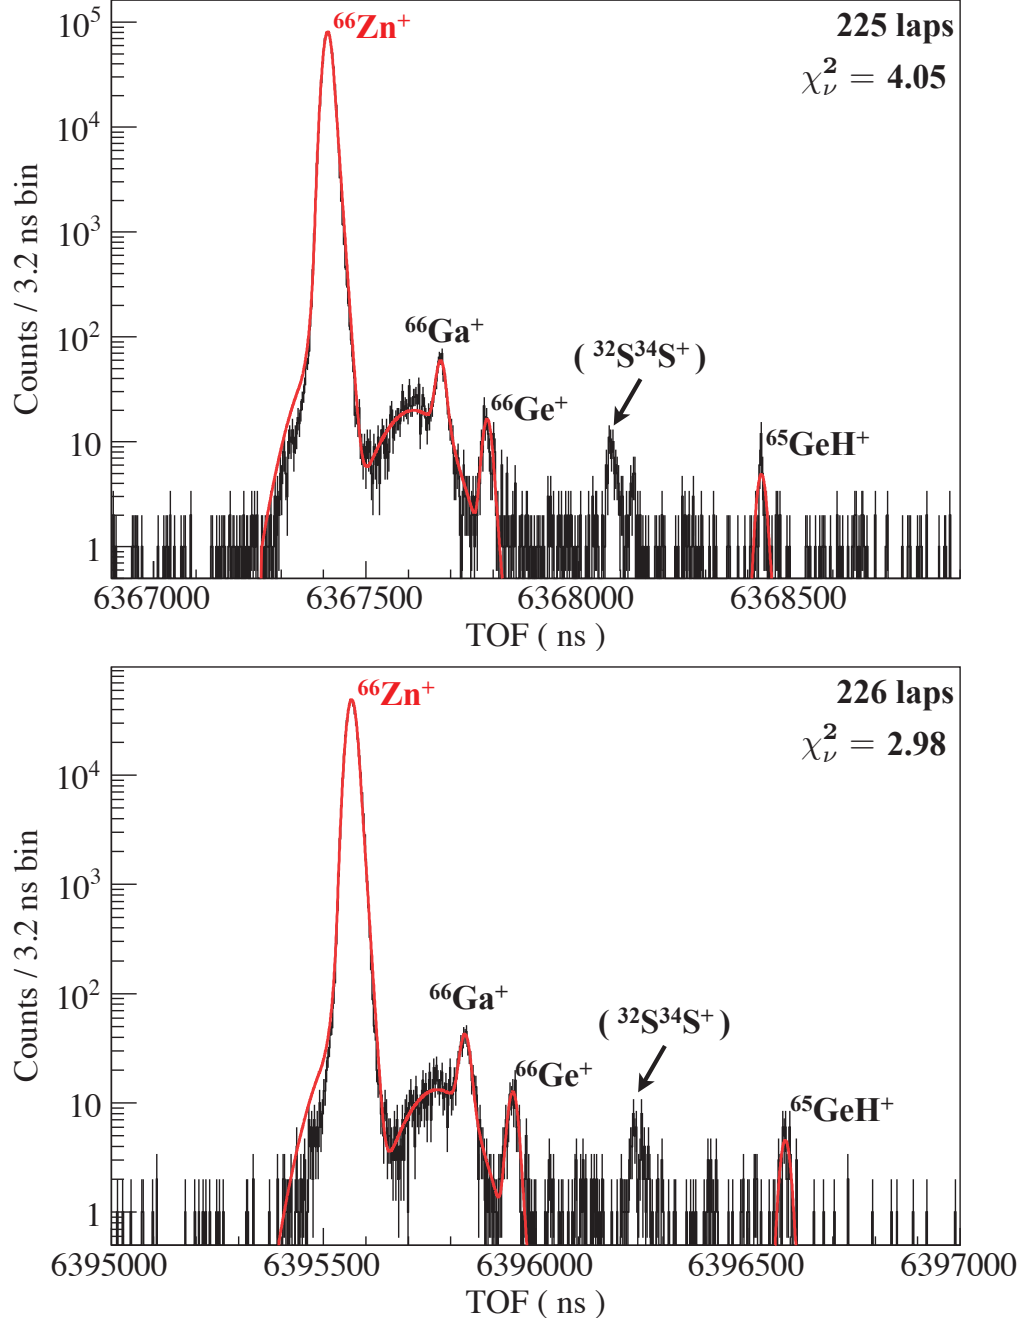 10⁵
⁶⁶Zn⁺
225 laps
χ²ᵥ = 4.05
10⁴
10³
⁶⁶Ga⁺
10²
( ³²S³⁴S⁺ )
⁶⁶Ge⁺
⁶⁵GeH⁺
10
1
Counts / 3.2 ns bin
6367000 6367500 6368000 6368500
TOF ( ns )
⁶⁶Zn⁺
226 laps
χ²ᵥ = 2.98
10⁴
10³
10²
⁶⁶Ga⁺
( ³²S³⁴S⁺ )
⁶⁶Ge⁺
⁶⁵GeH⁺
10
1
Counts / 3.2 ns bin
6395000 6395500 6396000 6396500 6397000
TOF ( ns )